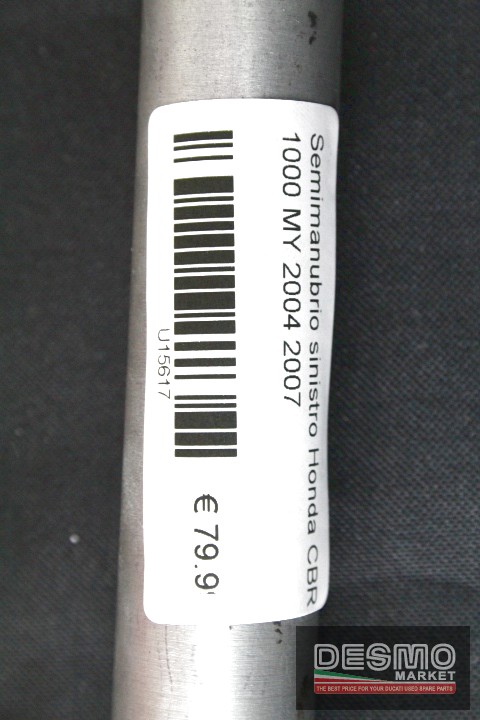 Semimanubrio sinistro Honda CBR
1000 MY 2004 2007
U15617
€ 79.9
DESMO
MARKET
THE BEST PRICE FOR YOUR DUCATI USED SPARE PARTS